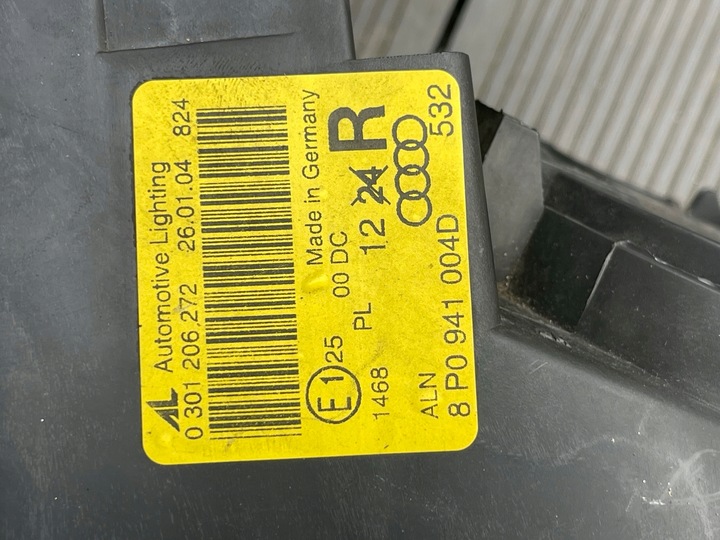 AL Automotive Lighting
0 301 206 272 26.01.04 824
Made in Germany
E1 25 00 DC
1468 PL 12 24 R
ALN 532
8 P0 941 004D